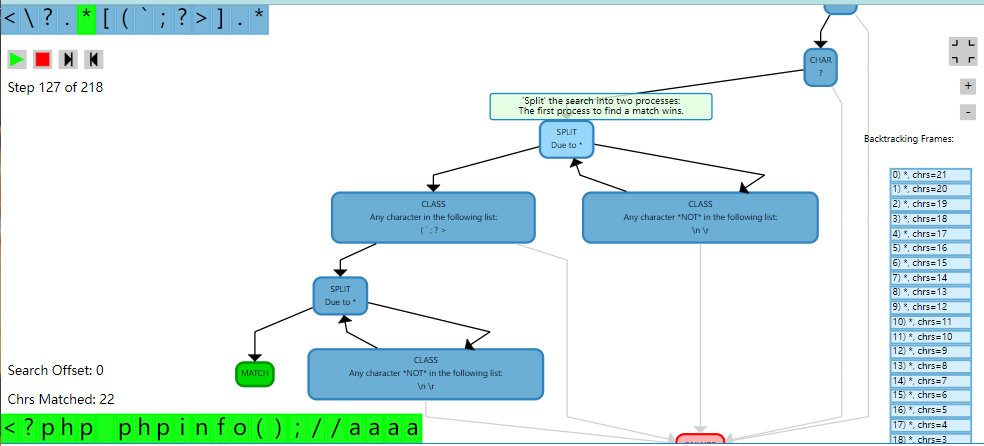 <\?.*[(`;?>].*
Step 127 of 218
CHAR
?
'Split' the search into two processes:
The first process to find a match wins.
SPLIT
Due to *
CLASS
Any character in the following list:
(`;?>
CLASS
Any character *NOT* in the following list:
\n \r
SPLIT
Due to *
MATCH
CLASS
Any character *NOT* in the following list:
\n \r
+
-
Backtracking Frames:
0) *, chrs=21
1) *, chrs=20
2) *, chrs=19
3) *, chrs=18
4) *, chrs=17
5) *, chrs=16
6) *, chrs=15
7) *, chrs=14
8) *, chrs=13
9) *, chrs=12
10) *, chrs=11
11) *, chrs=10
12) *, chrs=9
13) *, chrs=8
14) *, chrs=7
15) *, chrs=6
16) *, chrs=5
17) *, chrs=4
18) *, chrs=3
Search Offset: 0
Chrs Matched: 22
<?php phpinfo();//aaaa